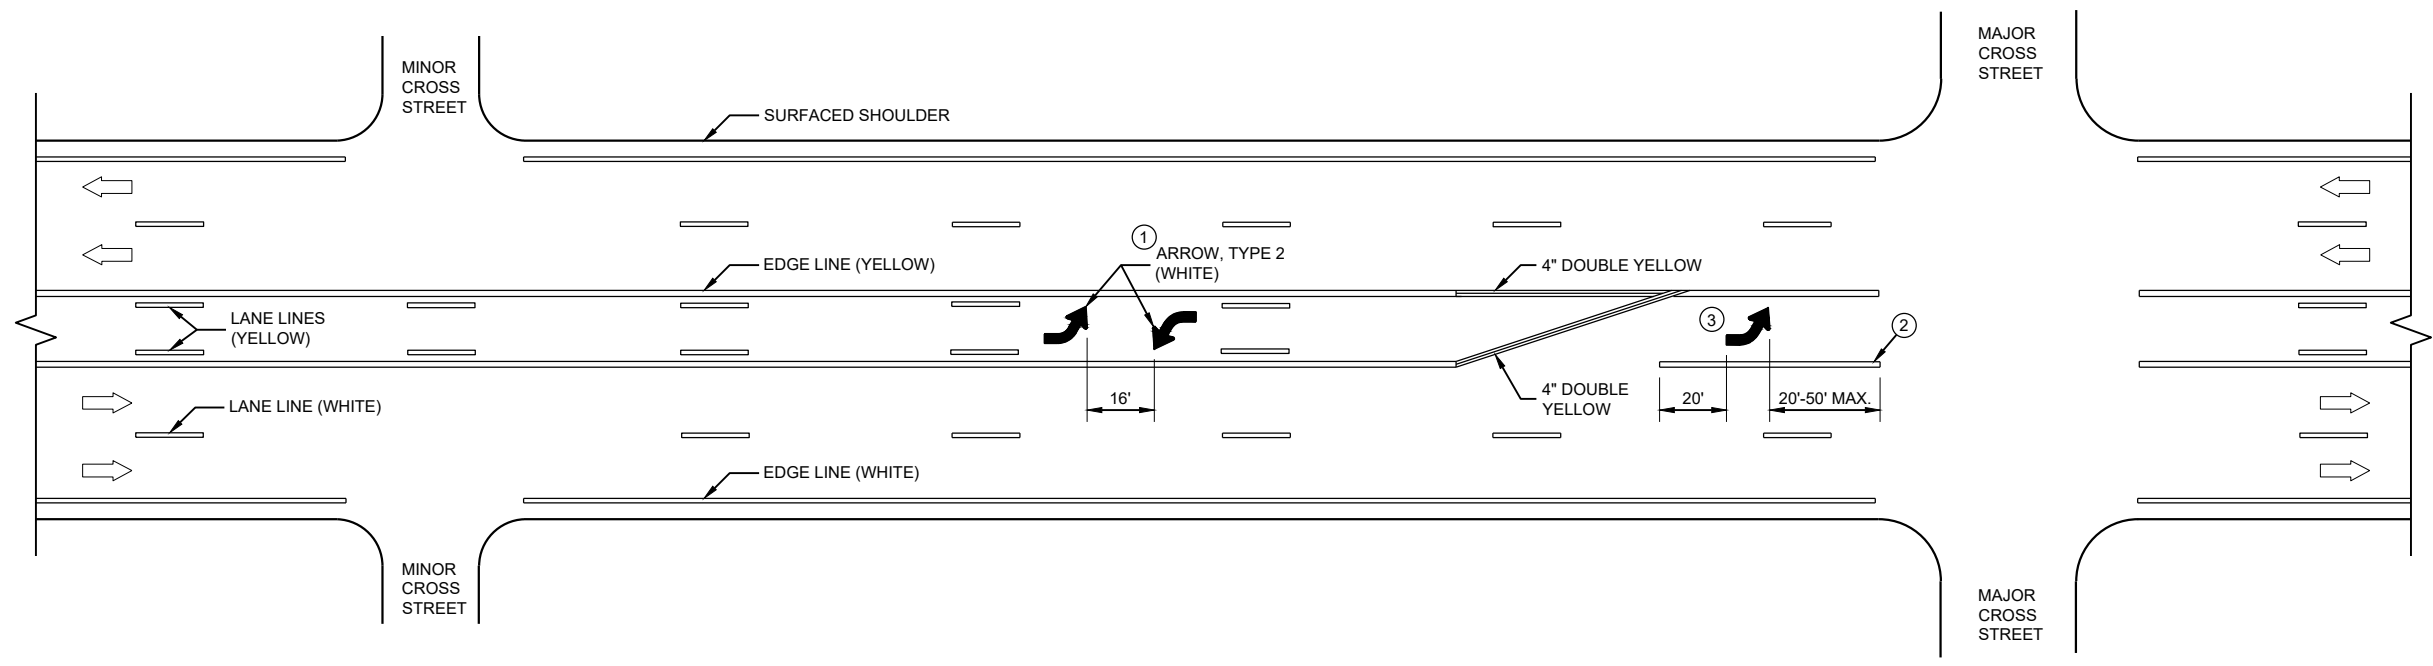 MINOR
CROSS
STREET
MAJOR
CROSS
STREET
SURFACED SHOULDER
1
ARROW, TYPE 2
(WHITE)
EDGE LINE (YELLOW)
4" DOUBLE YELLOW
LANE LINES
(YELLOW)
3
2
LANE LINE (WHITE)
16'
4" DOUBLE
YELLOW
20'
20'-50' MAX.
EDGE LINE (WHITE)
MINOR
CROSS
STREET
MAJOR
CROSS
STREET